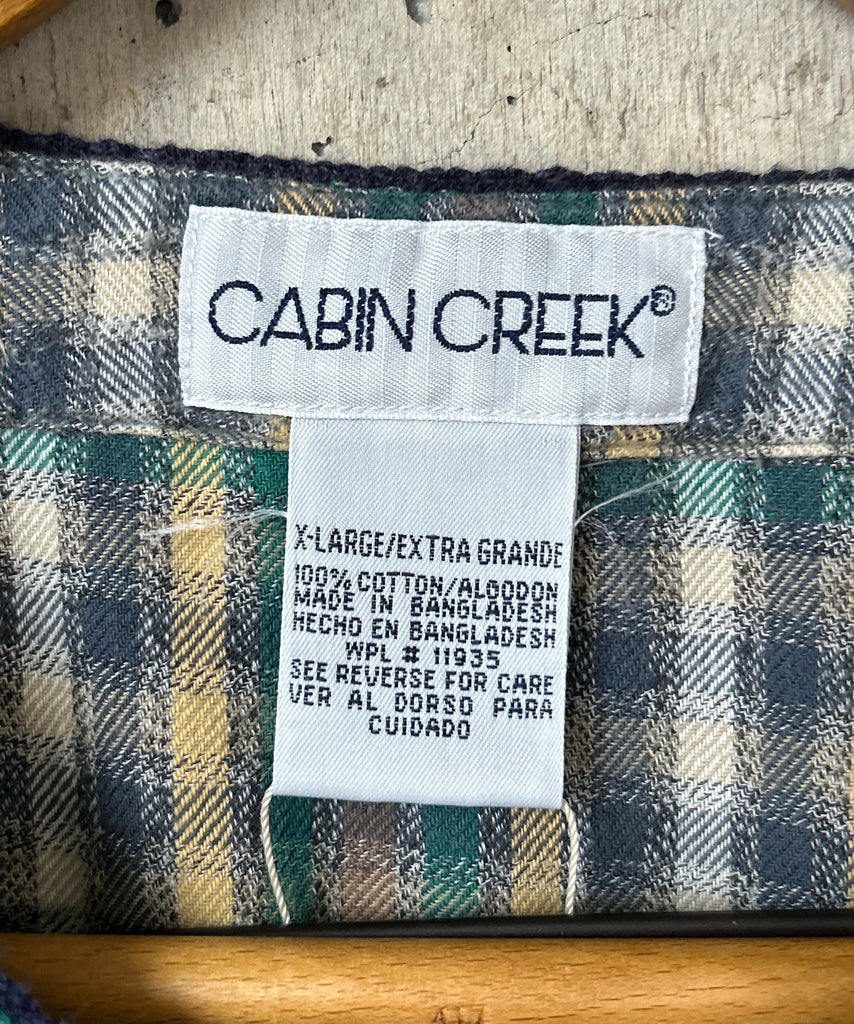 CABIN CREEK®
X-LARGE/EXTRA GRANDE
100% COTTON/ALGODON
MADE IN BANGLADESH
HECHO EN BANGLADESH
WPL # 11935
SEE REVERSE FOR CARE
VER AL DORSO PARA
CUIDADO